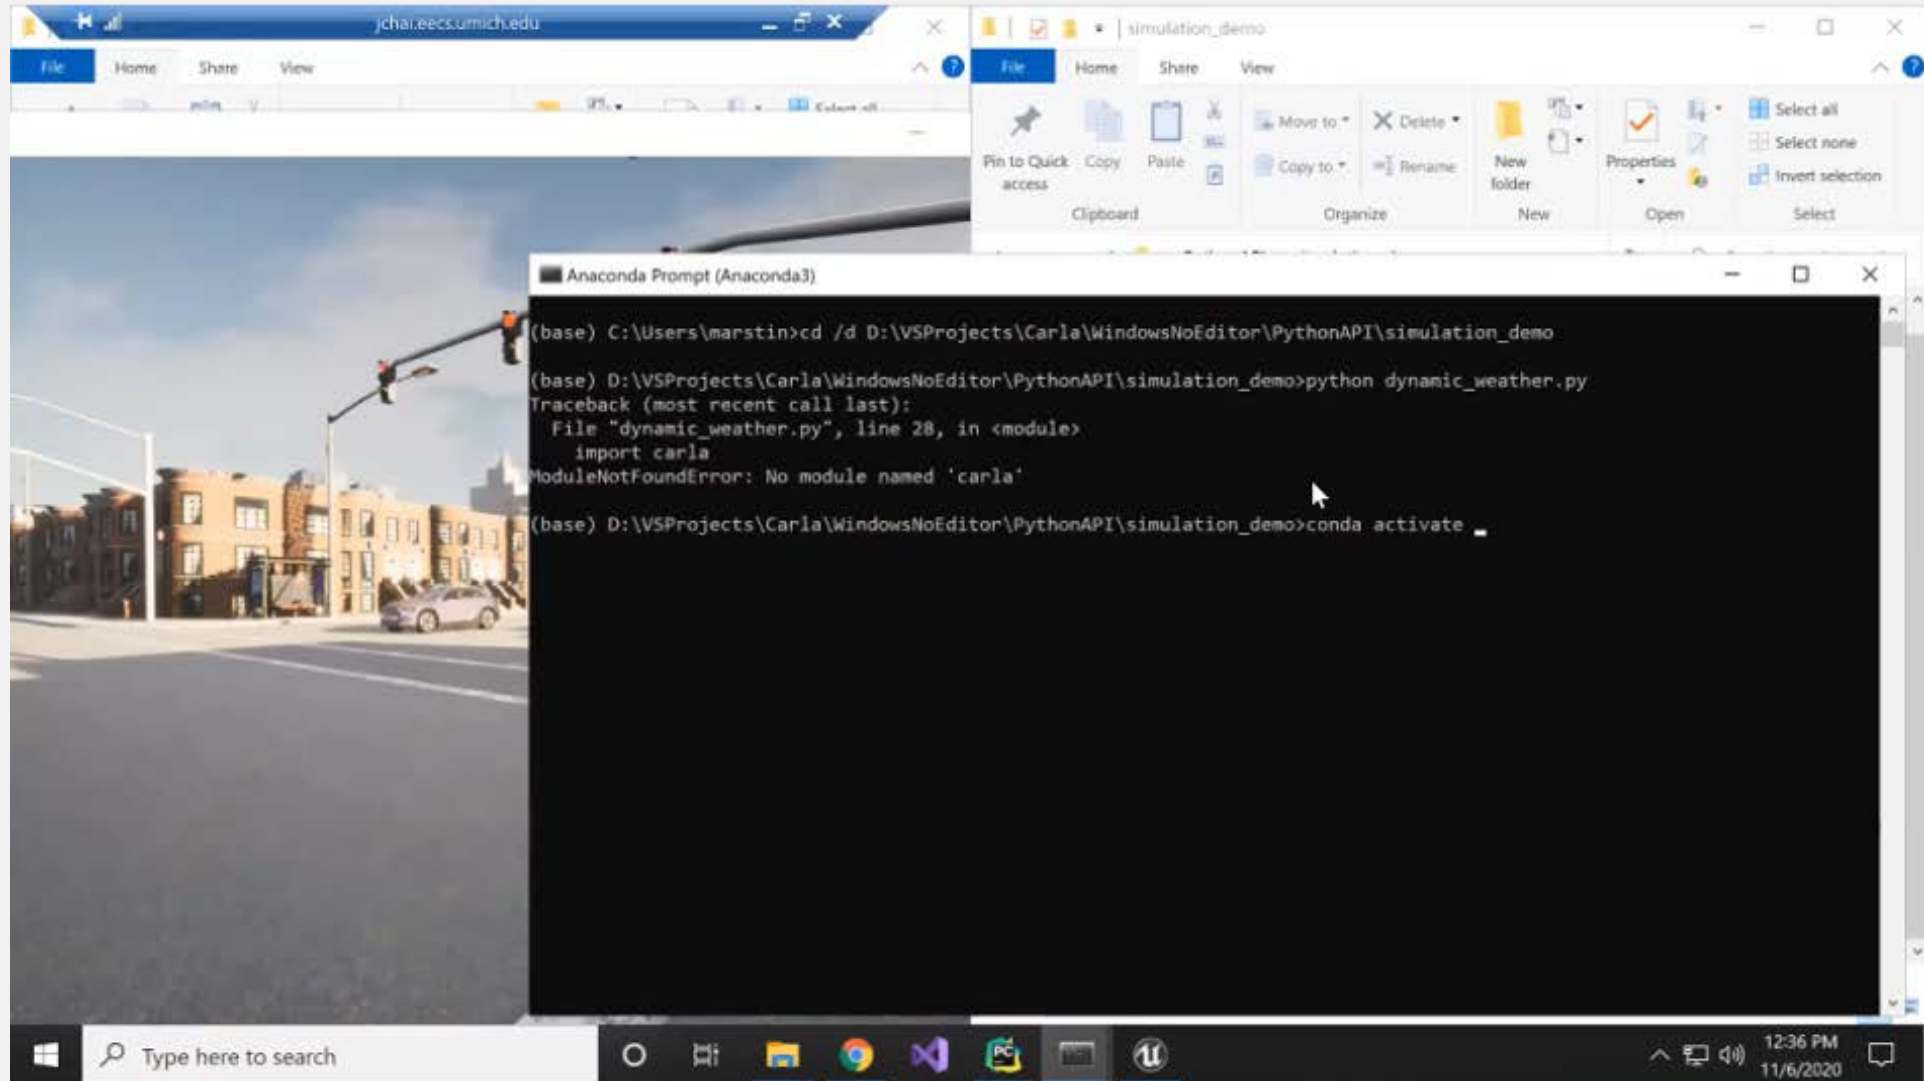 jchai.eecs.umich.edu
File Home Share View
Select all
simulation_demo
File Home Share View
Pin to Quick access
Copy
Paste
Move to
Copy to
Delete
Rename
New folder
Properties
Select all
Select none
Invert selection
Clipboard Organize New Open Select
Anaconda Prompt (Anaconda3)
(base) C:\Users\marstin>cd /d D:\VSProjects\Carla\WindowsNoEditor\PythonAPI\simulation_demo
(base) D:\VSProjects\Carla\WindowsNoEditor\PythonAPI\simulation_demo>python dynamic_weather.py
Traceback (most recent call last):
File "dynamic_weather.py", line 28, in <module>
import carla
ModuleNotFoundError: No module named 'carla'
(base) D:\VSProjects\Carla\WindowsNoEditor\PythonAPI\simulation_demo>conda activate _
Type here to search
12:36 PM
11/6/2020